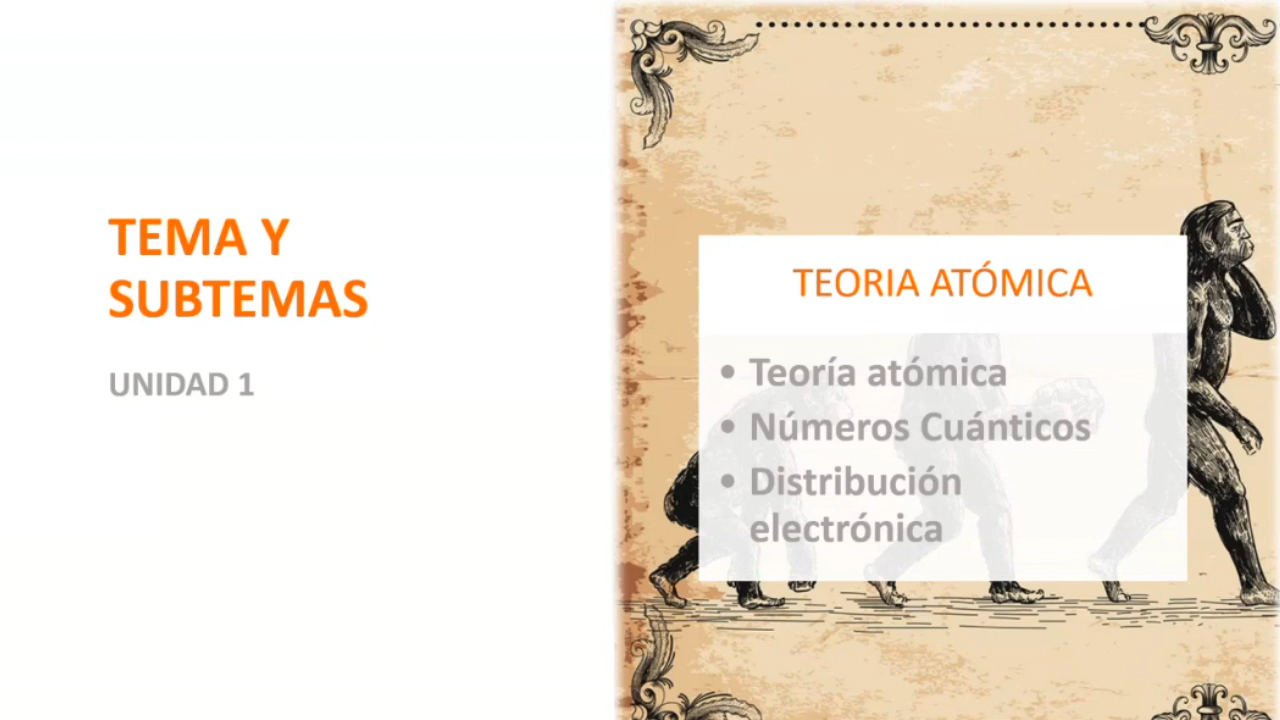 TEMA Y
SUBTEMAS
UNIDAD 1
TEORIA ATÓMICA
• Teoría atómica
• Números Cuánticos
• Distribución
electrónica